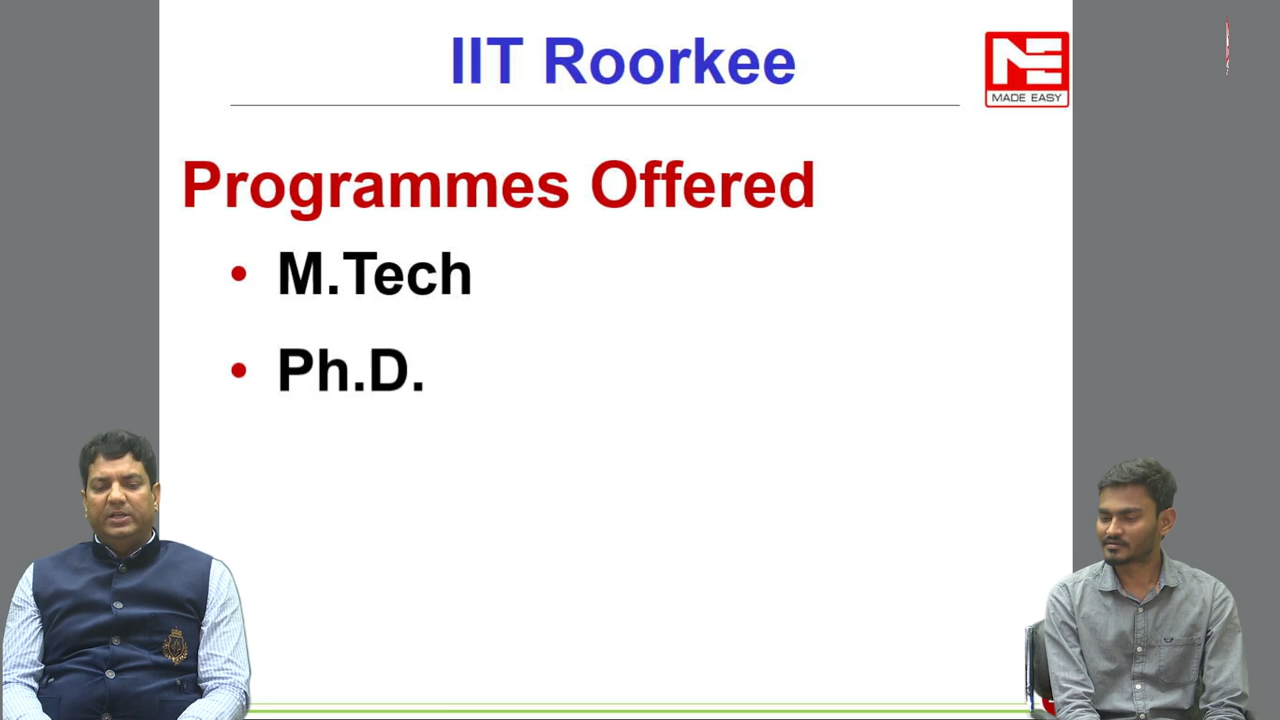 IIT Roorkee
MADE EASY
Programmes Offered
• M.Tech
• Ph.D.